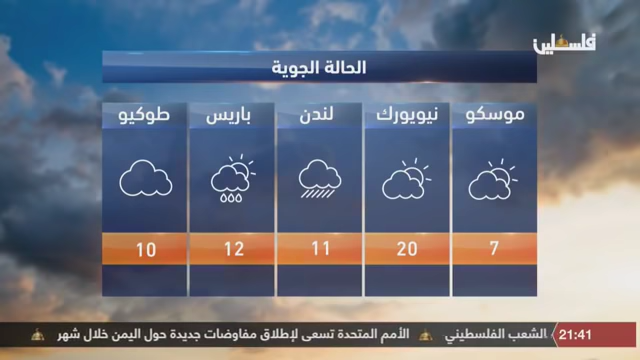 فلسطين
الحالة الجوية
موسكو نيويورك لندن باريس طوكيو
7 20 11 12 10
21:41 الشعب الفلسطيني الأمم المتحدة تسعى لإطلاق مفاوضات جديدة حول اليمن خلال شهر